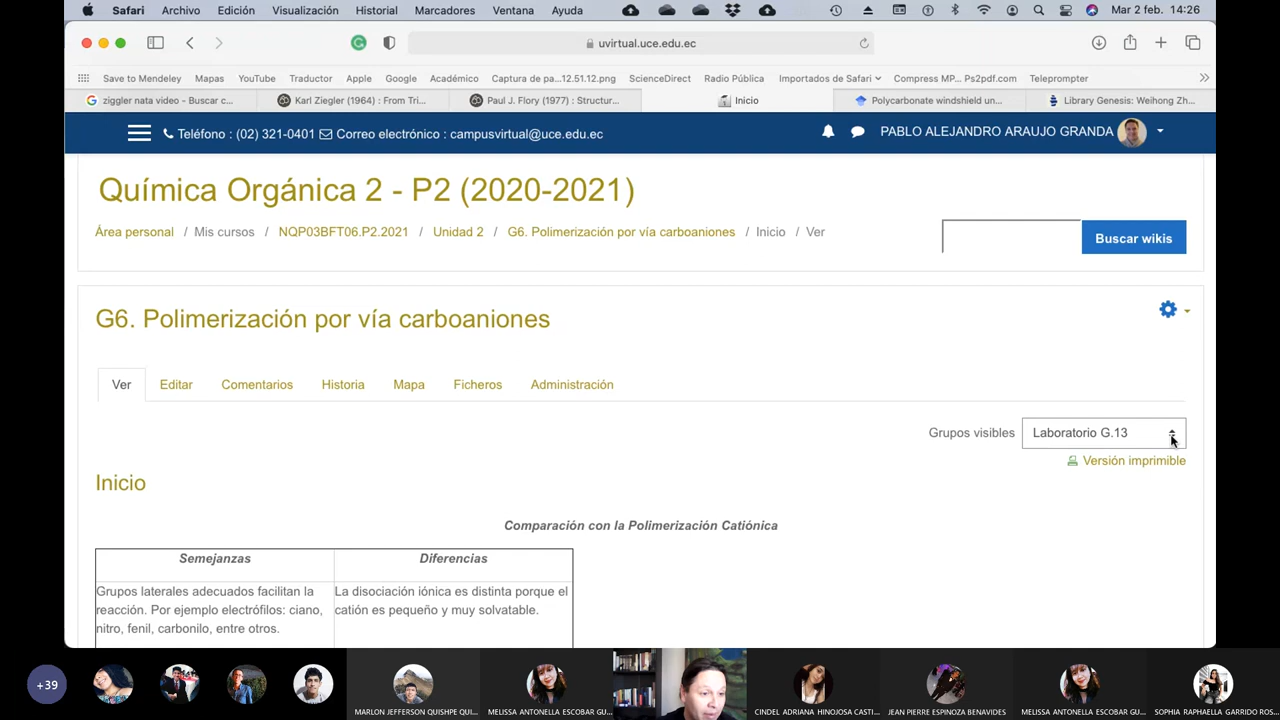 Safari Archivo Edición Visualización Historial Marcadores Ventana Ayuda Mar 2 feb. 14:26
uvirtual.uce.edu.ec
Save to Mendeley Mapas YouTube Traductor Apple Google Académico Captura de pa...12.51.12.png ScienceDirect Radio Pública Importados de Safari Compress MP... Ps2pdf.com Teleprompter
ziggler nata video - Buscar c... Karl Ziegler (1964) : From Tri... Paul J. Flory (1977) : Structur... Inicio Polycarbonate windshield un... Library Genesis: Weihong Zh...
Teléfono : (02) 321-0401 Correo electrónico : campusvirtual@uce.edu.ec PABLO ALEJANDRO ARAUJO GRANDA
Química Orgánica 2 - P2 (2020-2021)
Área personal / Mis cursos / NQP03BFT06.P2.2021 / Unidad 2 / G6. Polimerización por vía carboaniones / Inicio / Ver
Buscar wikis
G6. Polimerización por vía carboaniones
Ver Editar Comentarios Historia Mapa Ficheros Administración
Grupos visibles Laboratorio G.13
Versión imprimible
Inicio
Comparación con la Polimerización Catiónica
Semejanzas Diferencias
Grupos laterales adecuados facilitan la
reacción. Por ejemplo electrófilos: ciano,
nitro, fenil, carbonilo, entre otros.
La disociación iónica es distinta porque el
catión es pequeño y muy solvatable.
+39
MARLON JEFFERSON QUISHPE QUI... MELISSA ANTONELLA ESCOBAR GU... CINDEL ADRIANA HINOJOSA CASTI... JEAN PIERRE ESPINOZA BENAVIDES MELISSA ANTONELLA ESCOBAR GU... SOPHIA RAPHAELLA GARRIDO ROS...